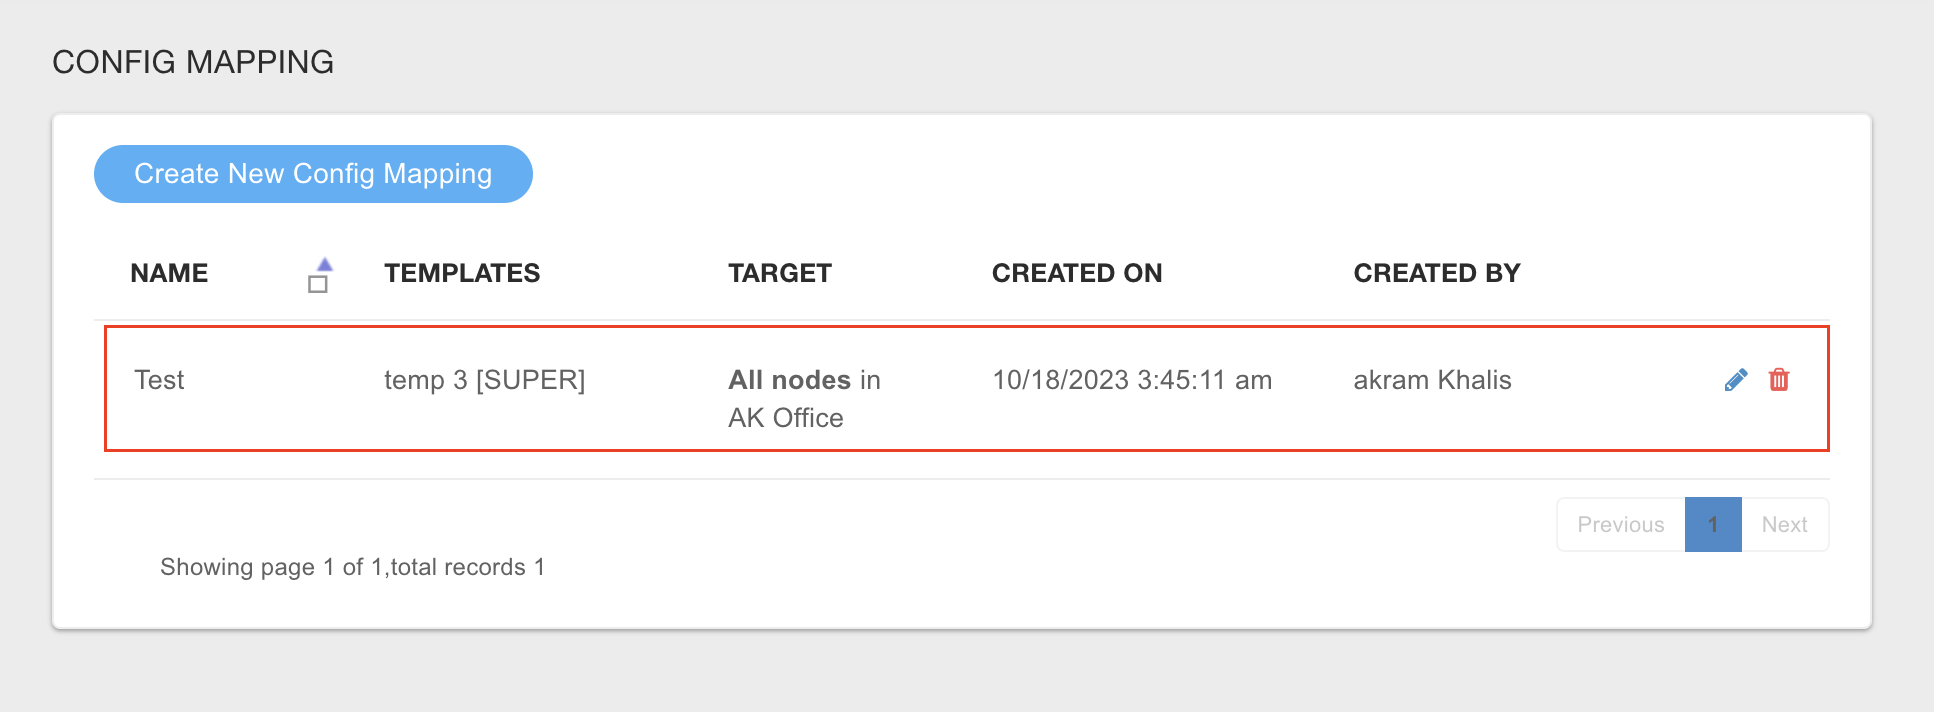 CONFIG MAPPING
Create New Config Mapping
NAME TEMPLATES TARGET CREATED ON CREATED BY
Test temp 3 [SUPER] All nodes in 10/18/2023 3:45:11 am akram Khalis
AK Office
Previous 1 Next
Showing page 1 of 1,total records 1